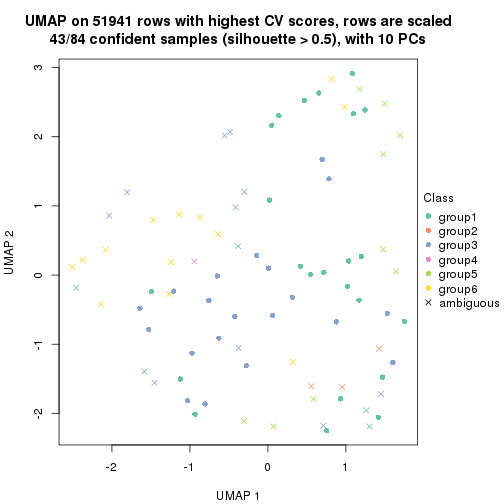 UMAP on 51941 rows with highest CV scores, rows are scaled
43/84 confident samples (silhouette > 0.5), with 10 PCs
3
2
1
0
-1
-2
UMAP 2
-2
-1
0
1
UMAP 1
Class
group1
group2
group3
group4
group5
group6
ambiguous